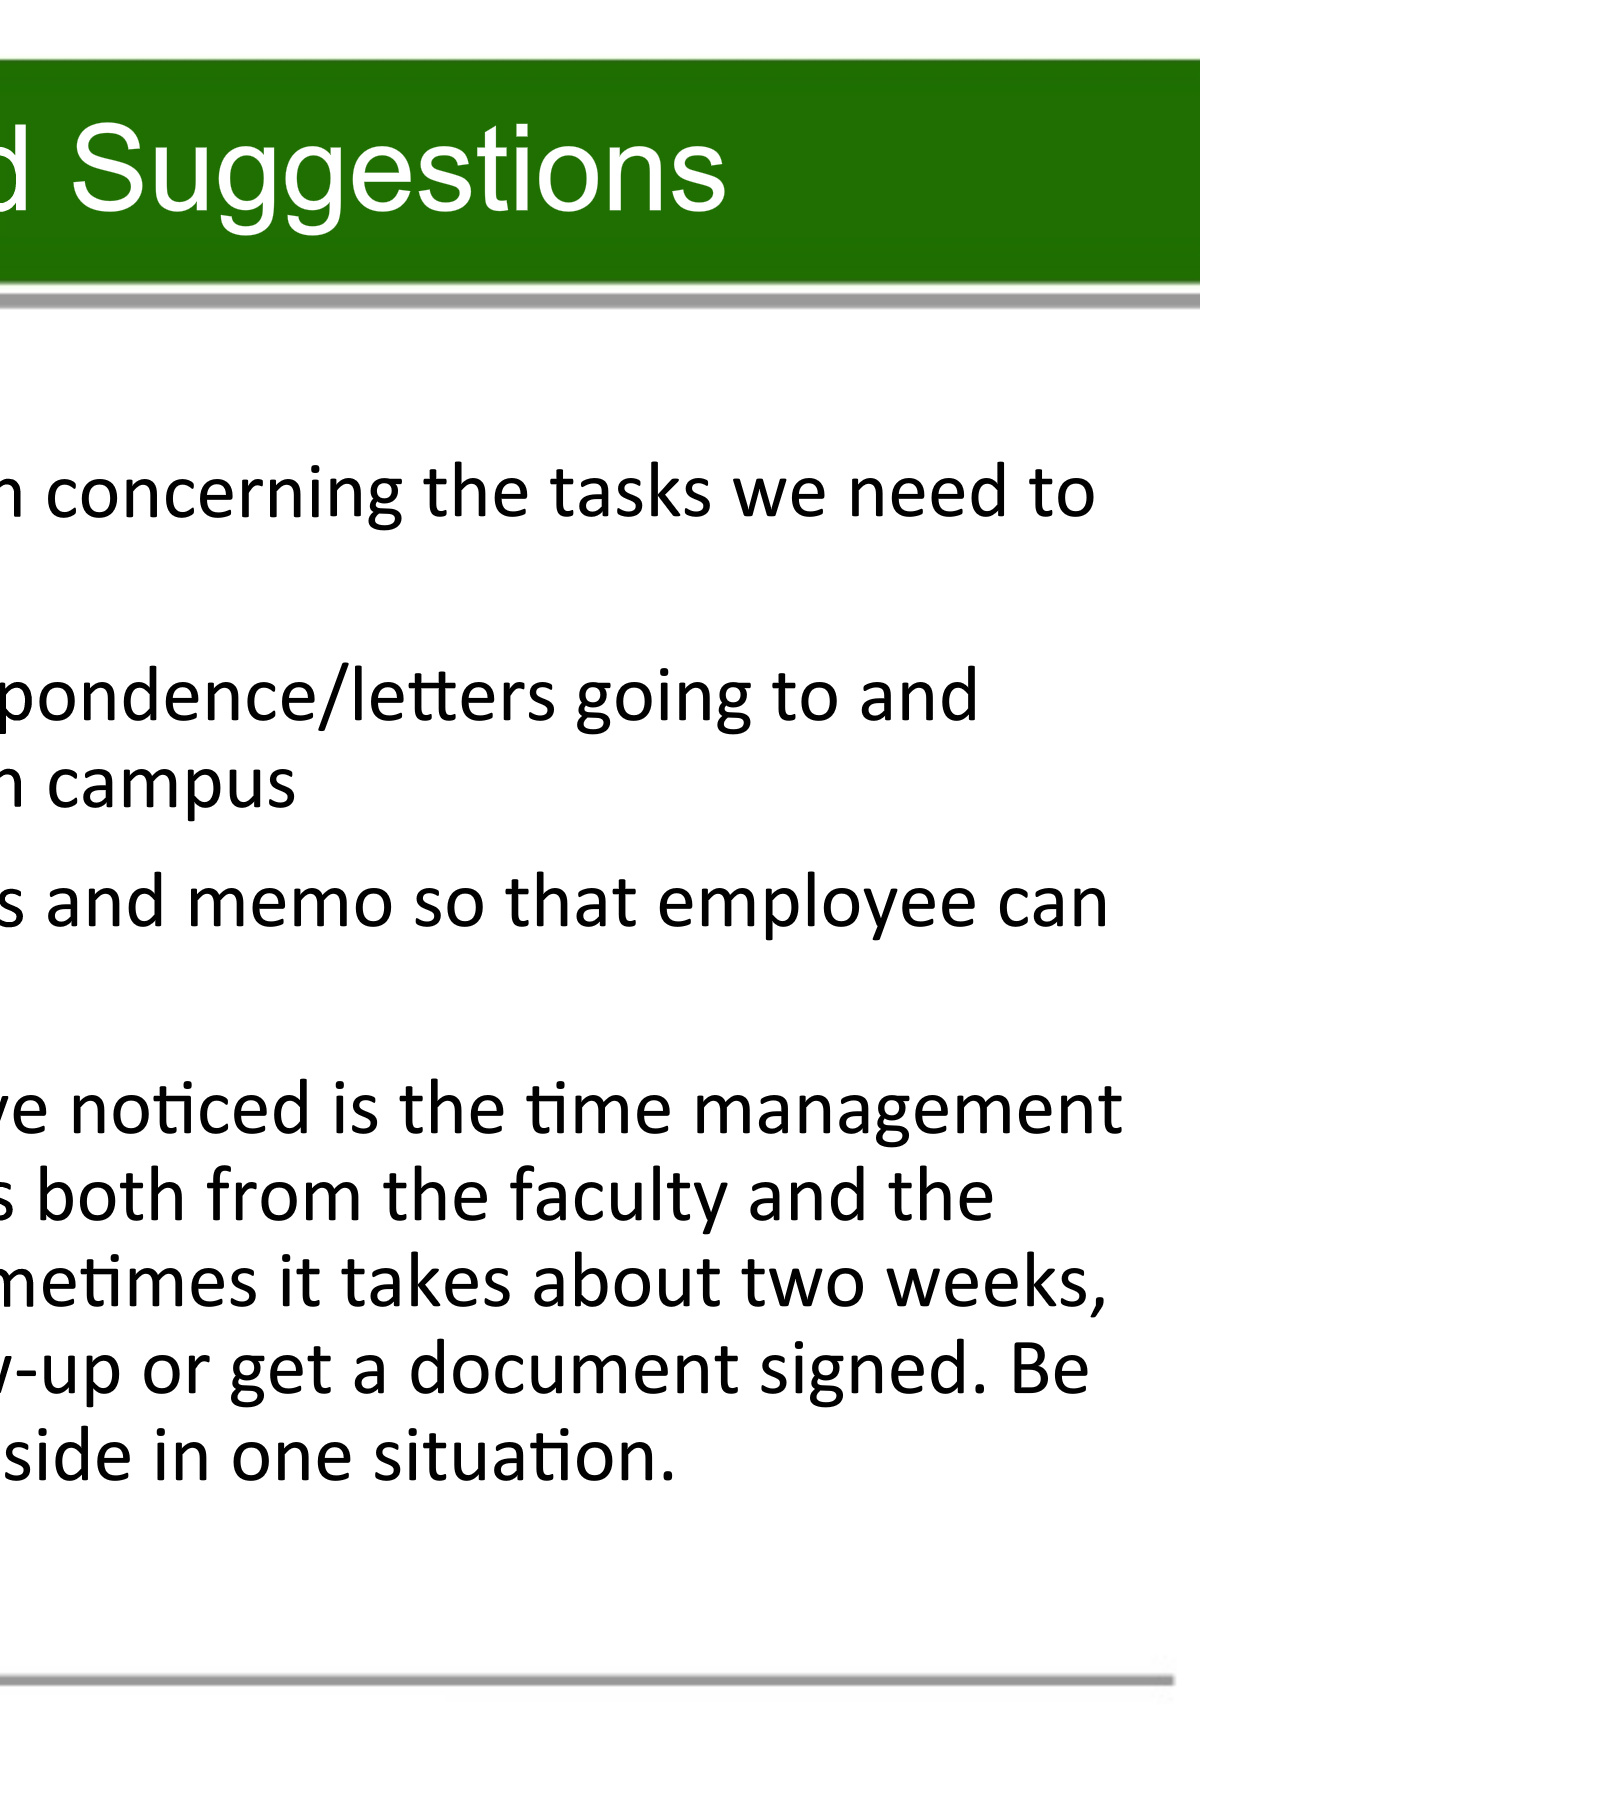 d Suggestions
n concerning the tasks we need to
pondence/letters going to and
n campus
s and memo so that employee can
ve noticed is the time management
s both from the faculty and the
metimes it takes about two weeks,
-up or get a document signed. Be
side in one situation.